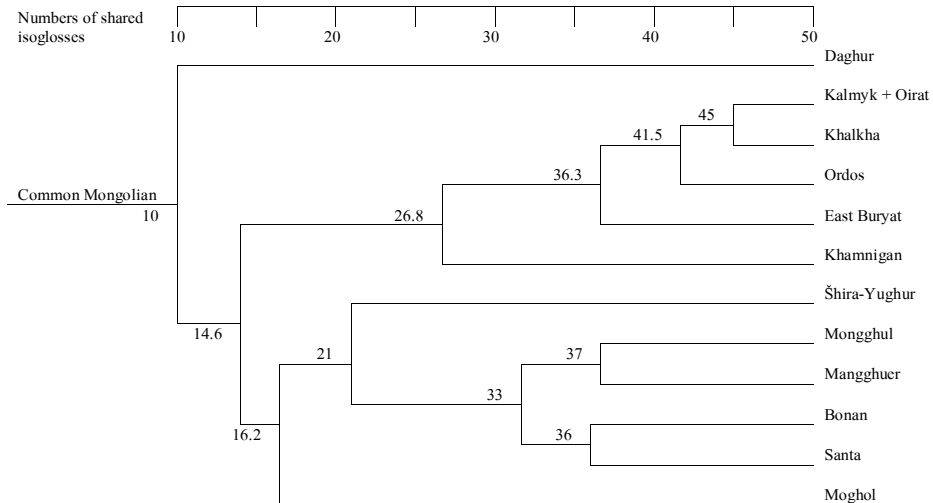 Numbers of shared
isoglosses
10 20 30 40 50
Daghur
Kalmyk + Oirat
45
Khalkha
41.5
Ordos
36.3
Common Mongolian
10
East Buryat
26.8
Khamnigan
Šhira-Yughur
14.6
Mongghul
21
37
Mangghuer
33
Bonan
16.2
36
Santa
Moghol